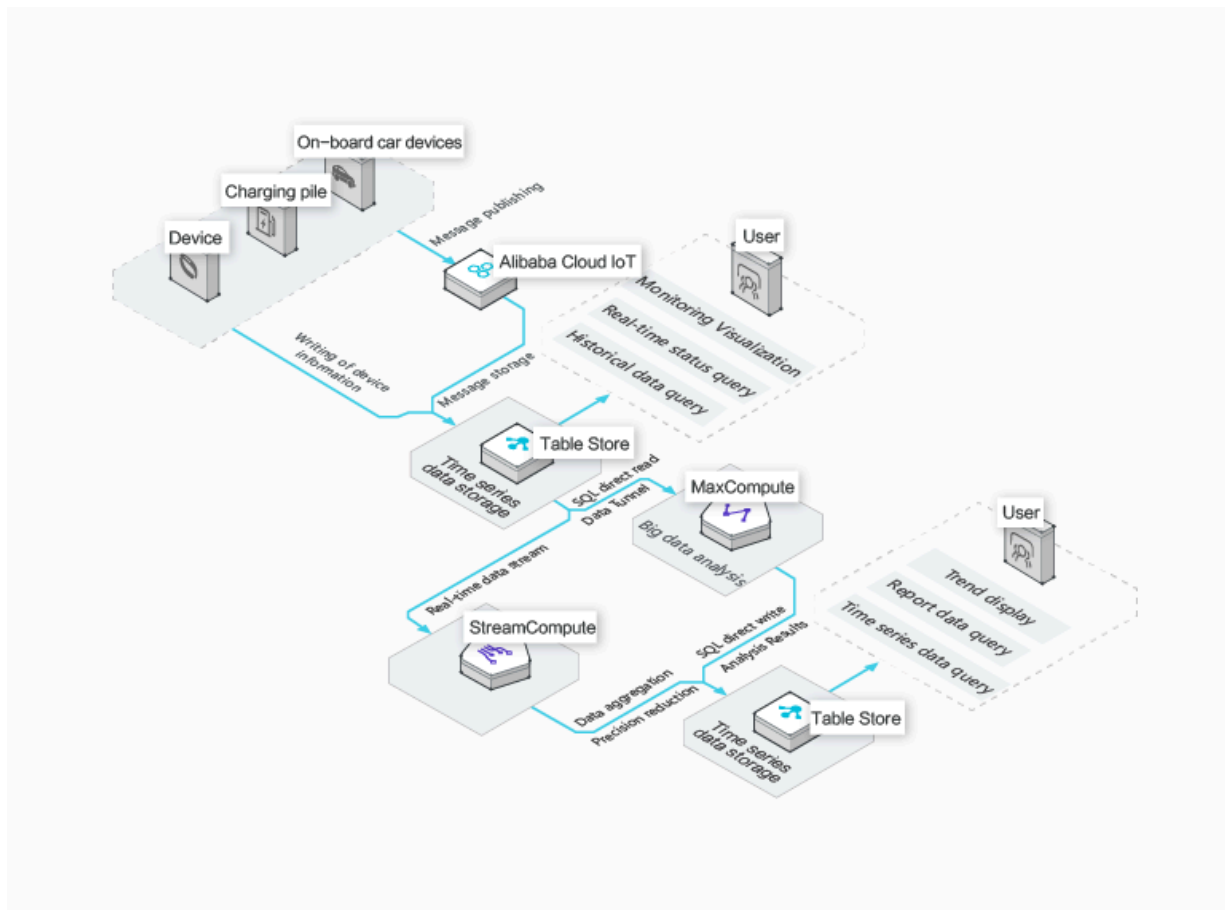 On-board car devices
Charging pile
Device
Message publishing
Alibaba Cloud IoT
User
Monitoring Visualization
Real-time status query
Historical data query
Writing of device
information
Message storage
Table Store
Time series
data storage
SQL direct read
Data Tunnel
MaxCompute
Big data analysis
User
Trend display
Report data query
Time series data query
Real-time data stream
StreamCompute
SQL direct write
Analysis Results
Data aggregation
Precision reduction
Table Store
Time series
data storage